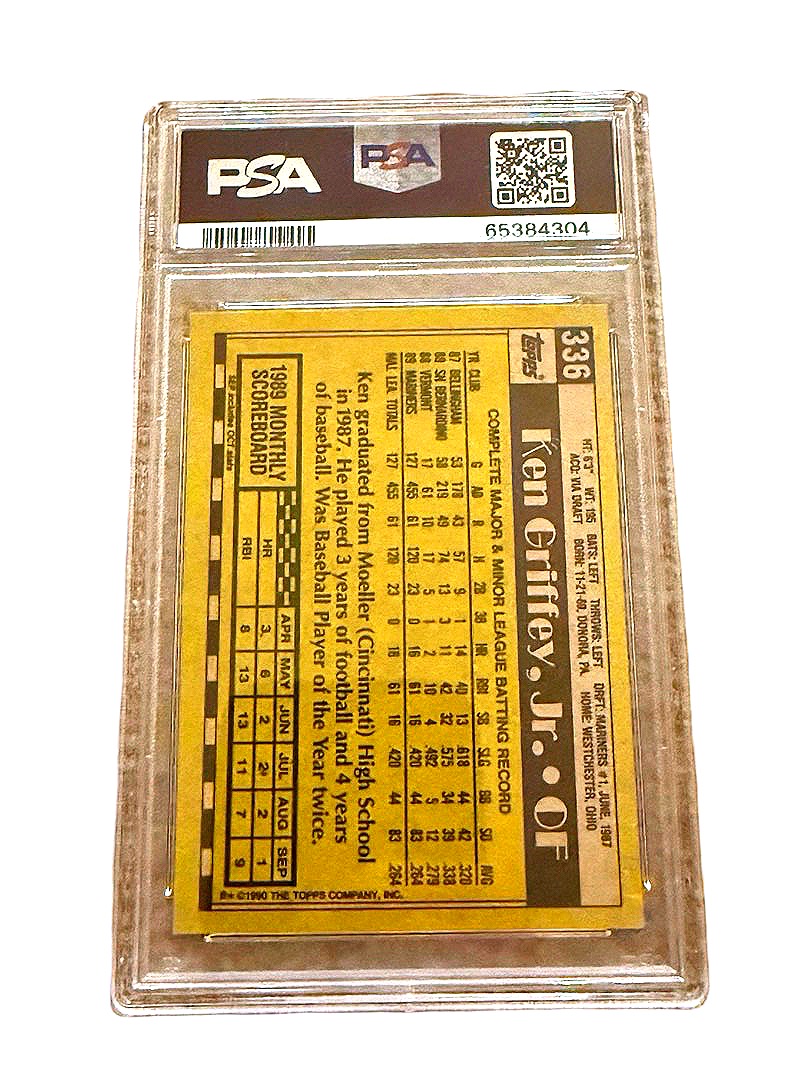 PSA
PSA
65384304
336
Topps
HT: 6'3" WT: 195 BATS: LEFT THROWS: LEFT DRFT: MARINERS #1, JUNE, 1987
ACQ: VIA DRAFT BORN: 11-21-69, DONORA, PA. HOME: WESTCHESTER, OHIO
Ken Griffey, Jr. • OF
COMPLETE MAJOR & MINOR LEAGUE BATTING RECORD
YR CLUB G AB R H 2B 3B HR RBI SB SLG BB SO AVG
87 BELLINGHAM 53 178 43 57 9 1 14 40 13 .618 44 42 .320
88 SN BERNARDINO 58 219 49 74 13 3 11 42 32 .575 34 39 .338
88 VERMONT 17 61 10 17 5 1 2 10 4 .492 5 12 .279
89 MARINERS 127 455 61 120 23 0 16 61 16 .420 44 83 .264
MAJ. LEA. TOTALS 127 455 61 120 23 0 16 61 16 .420 44 83 .264
Ken graduated from Moeller (Cincinnati) High School
in 1987. He played 3 years of football and 4 years
of baseball. Was Baseball Player of the Year twice.
1989 MONTHLY
SCOREBOARD
SEP includes OCT stats
APR MAY JUN JUL AUG SEP
HR 3 6 2 2 2 1
RBI 8 13 13 11 7 9
©1990 THE TOPPS COMPANY, INC.